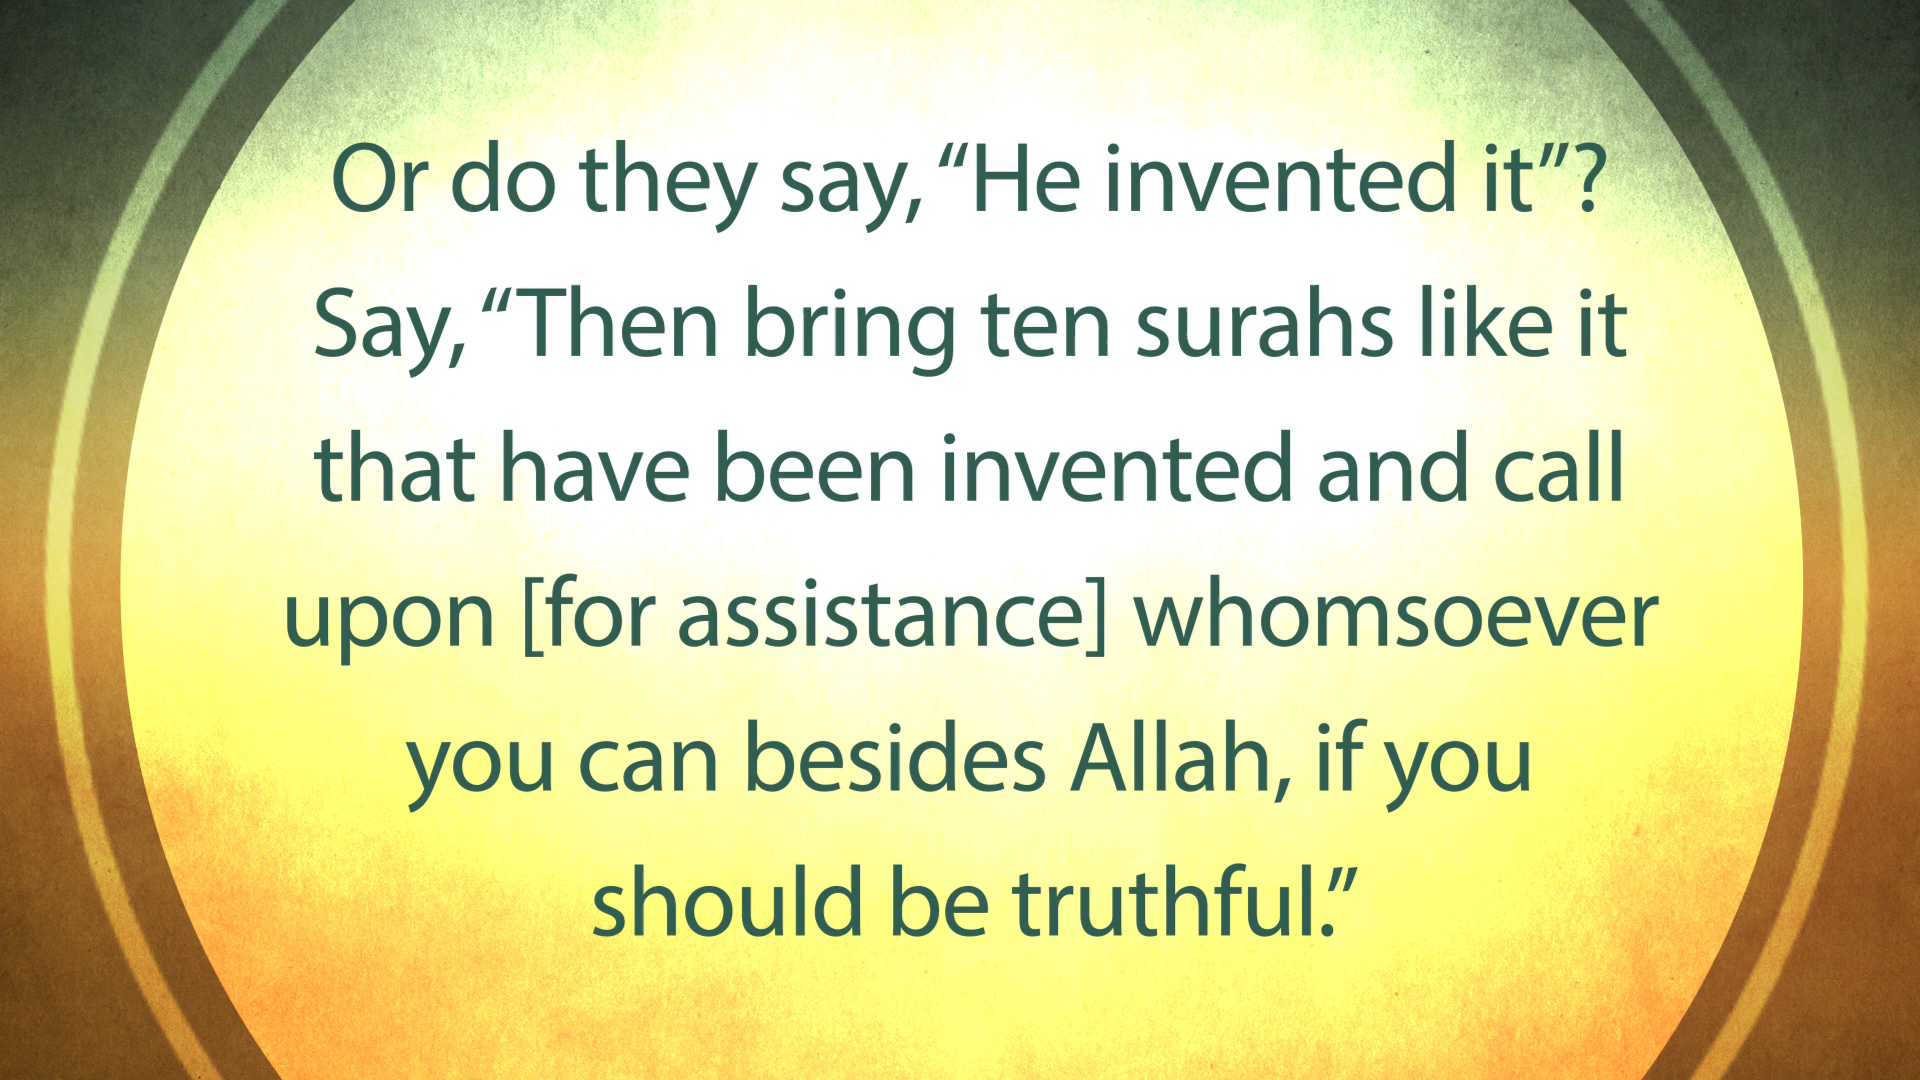 Or do they say, “He invented it”?
Say, “Then bring ten surahs like it
that have been invented and call
upon [for assistance] whomsoever
you can besides Allah, if you
should be truthful.”